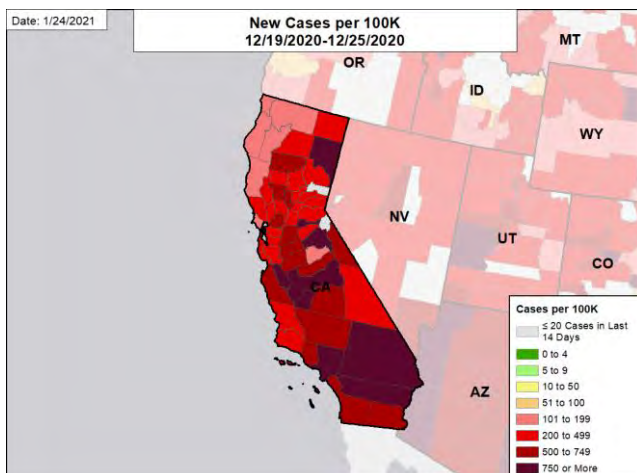 Date: 1/24/2021
New Cases per 100K
12/19/2020-12/25/2020
MT
OR
ID
WY
NV
UT
CO
CA
AZ
Cases per 100K
≤ 20 Cases in Last
14 Days
0 to 4
5 to 9
10 to 50
51 to 100
101 to 199
200 to 499
500 to 749
750 or More